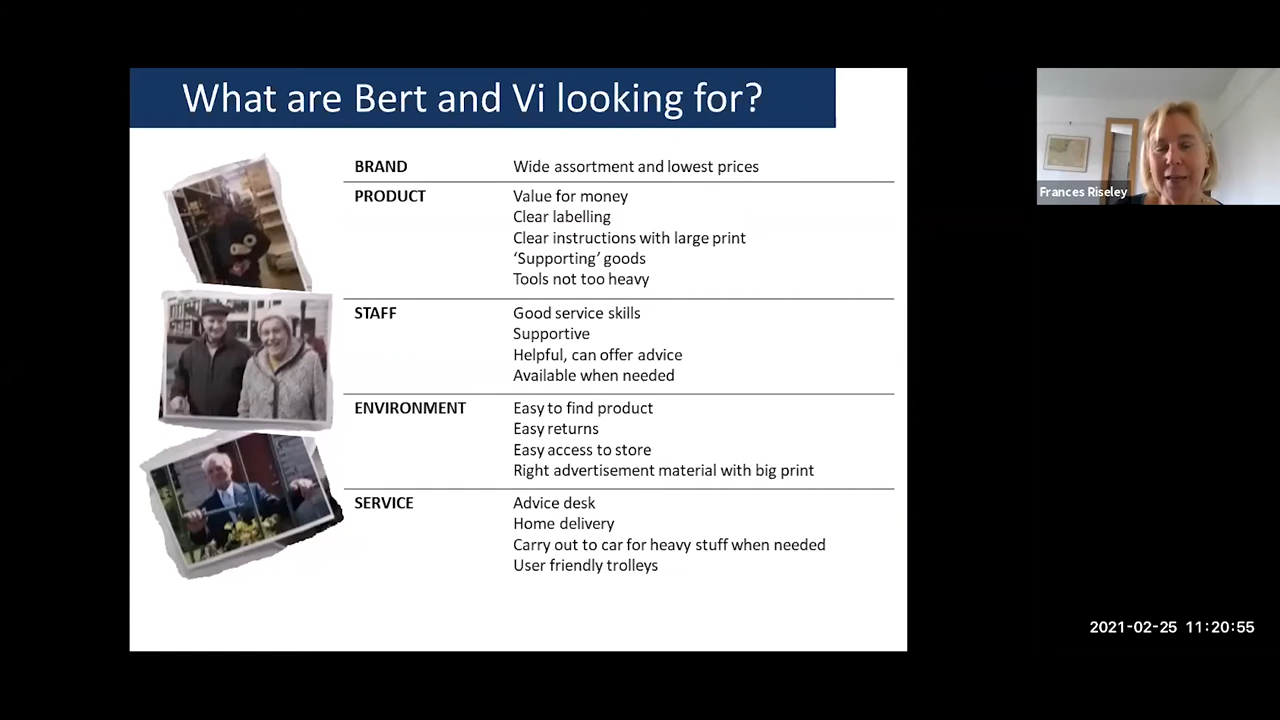 What are Bert and Vi looking for?
BRAND Wide assortment and lowest prices
PRODUCT Value for money
Clear labelling
Clear instructions with large print
‘Supporting’ goods
Tools not too heavy
STAFF Good service skills
Supportive
Helpful, can offer advice
Available when needed
ENVIRONMENT Easy to find product
Easy returns
Easy access to store
Right advertisement material with big print
SERVICE Advice desk
Home delivery
Carry out to car for heavy stuff when needed
User friendly trolleys
Frances Riseley
2021-02-25 11:20:55